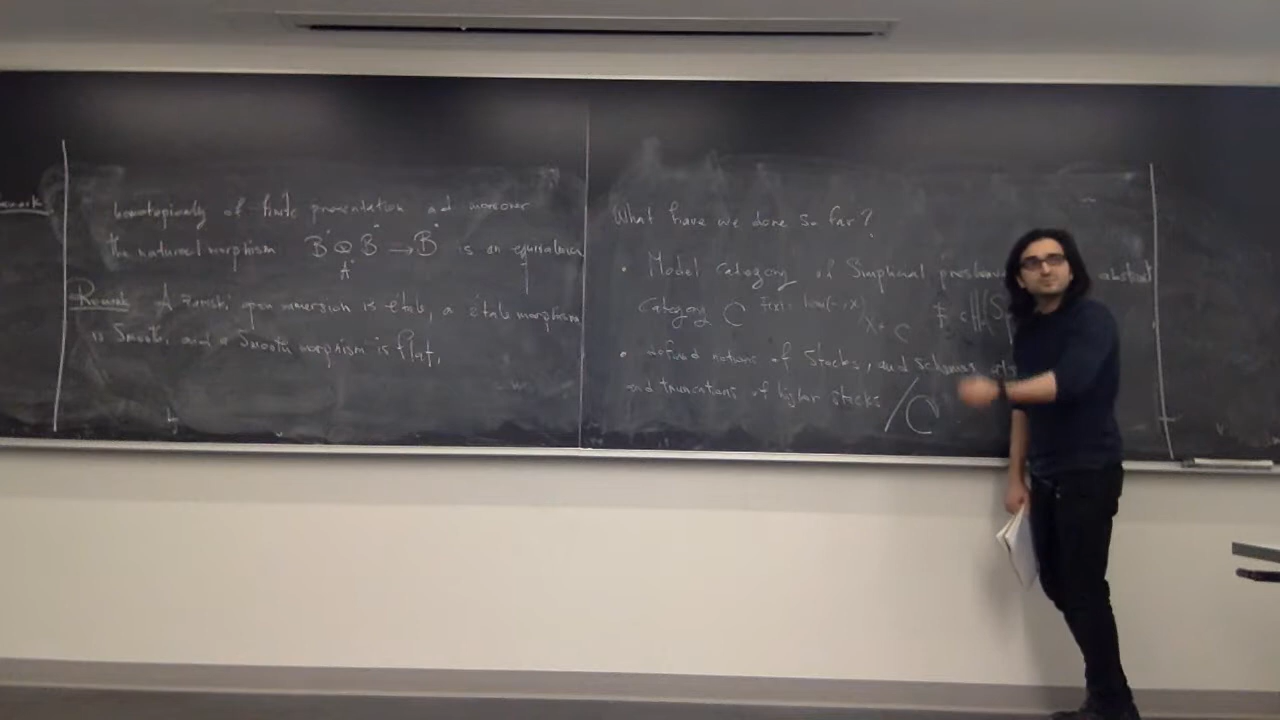 homotopically of finite presentation and moreover
the natural morphism B ⊗ B → B is an equivalence
A
Remark A Zariski open immersion is étale, a étale morphism
is Smooth, and a Smooth morphism is flat.
What have we done so far?
• Model category of Simplicial abstract
category C X ∈ C
• defined notions of Stacks, and Schemes
and truncations of higher stacks / C